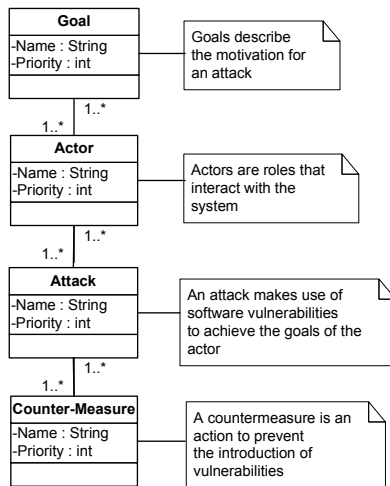 Goal
-Name : String
-Priority : int
Goals describe
the motivation for
an attack
1..*
1..*
Actor
-Name : String
-Priority : int
Actors are roles that
interact with the
system
1..*
1..*
Attack
-Name : String
-Priority : int
An attack makes use of
software vulnerabilities
to achieve the goals of the
actor
1..*
1..*
Counter-Measure
-Name : String
-Priority : int
A countermeasure is an
action to prevent
the introduction of
vulnerabilities